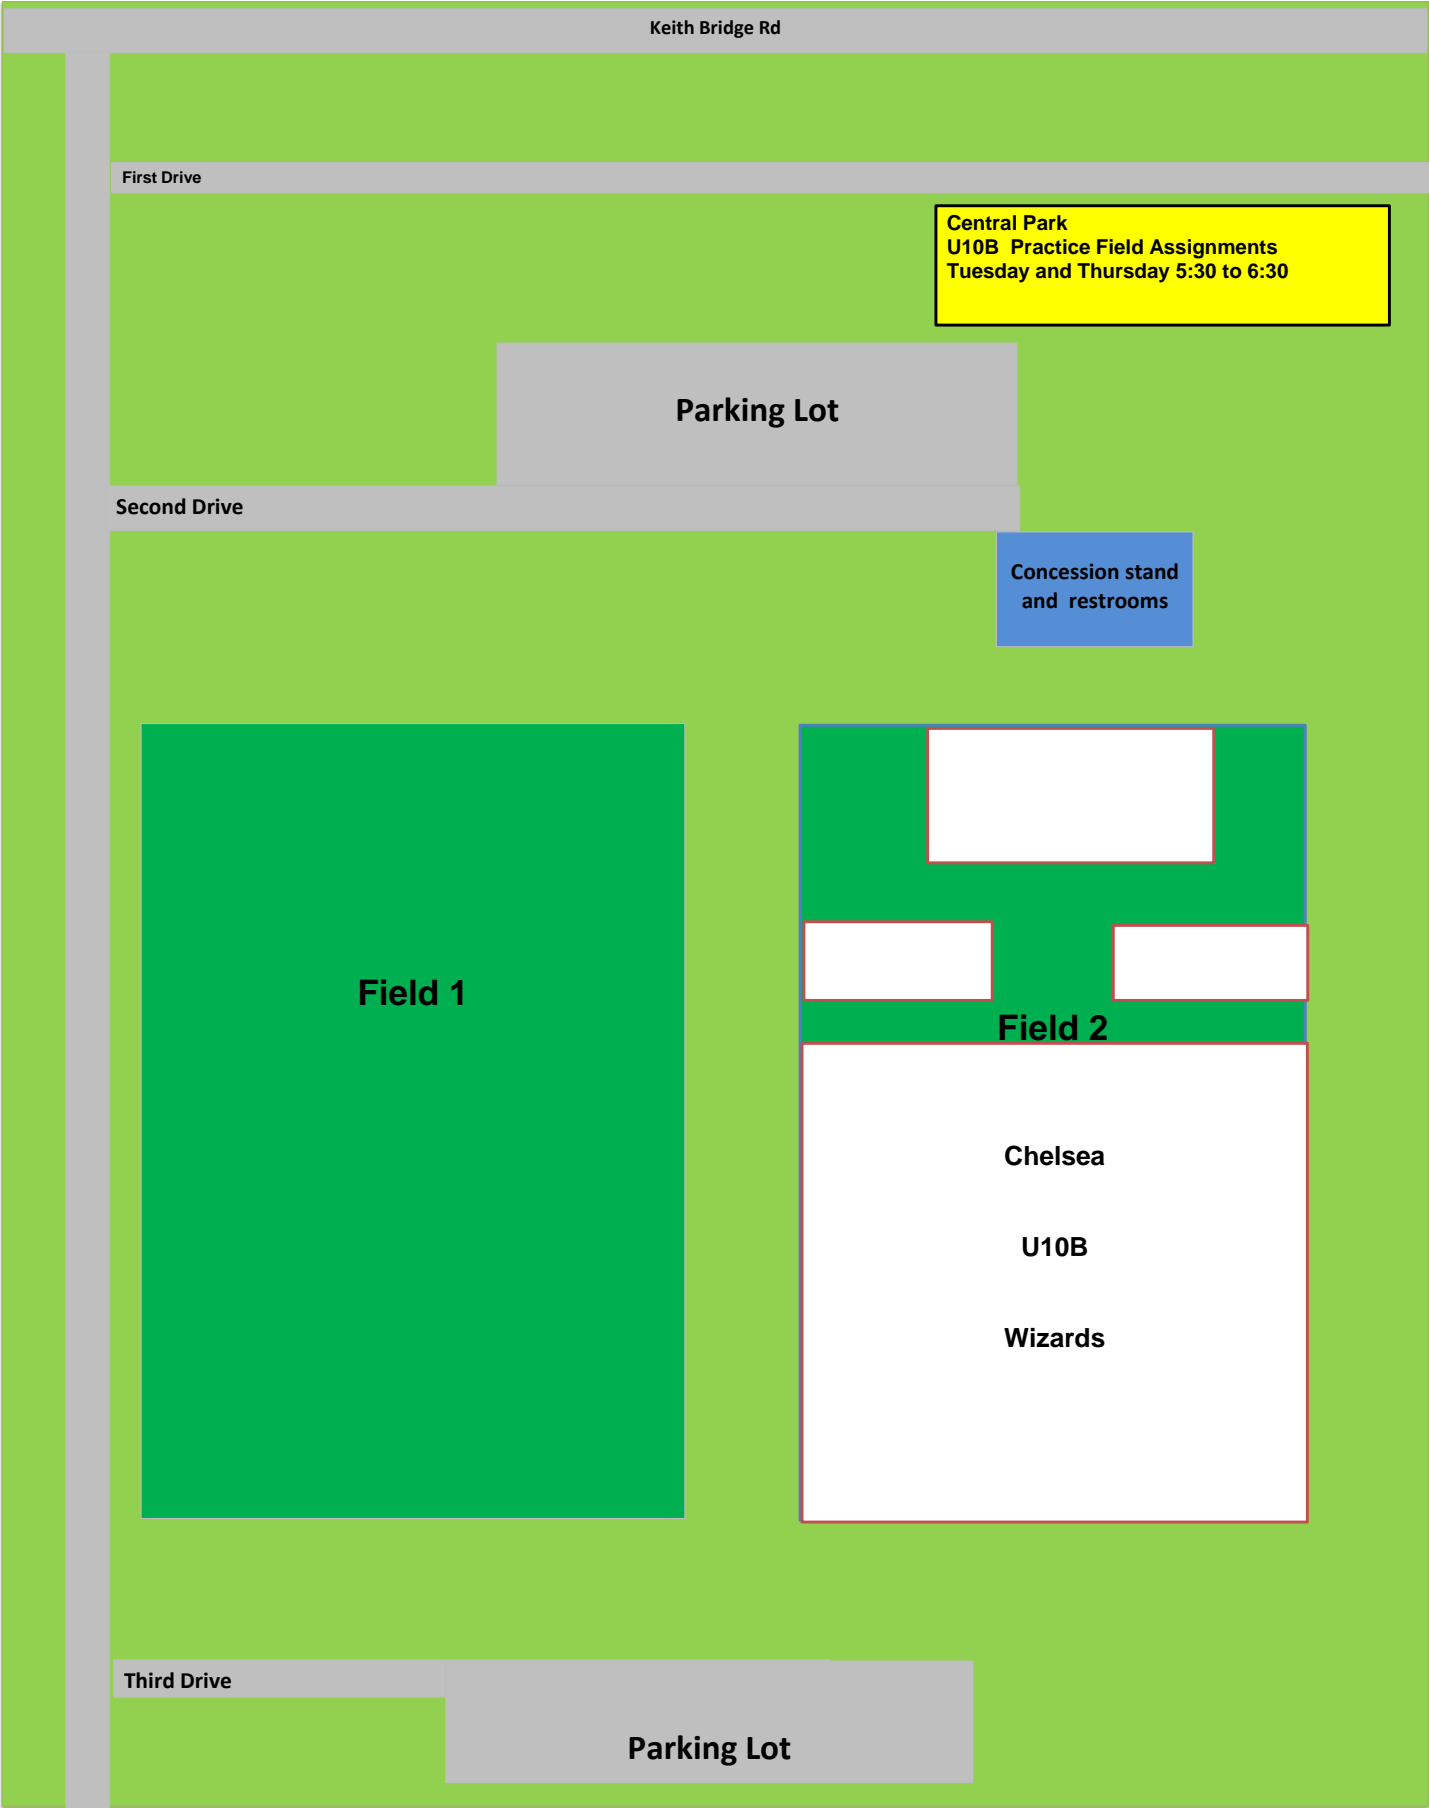 Keith Bridge Rd
First Drive
Central Park
U10B  Practice Field Assignments
Tuesday and Thursday 5:30 to 6:30
Parking Lot
Second Drive
Concession stand
and  restrooms
Field 1
Field 2
Chelsea
U10B
Wizards
Third Drive
Parking Lot